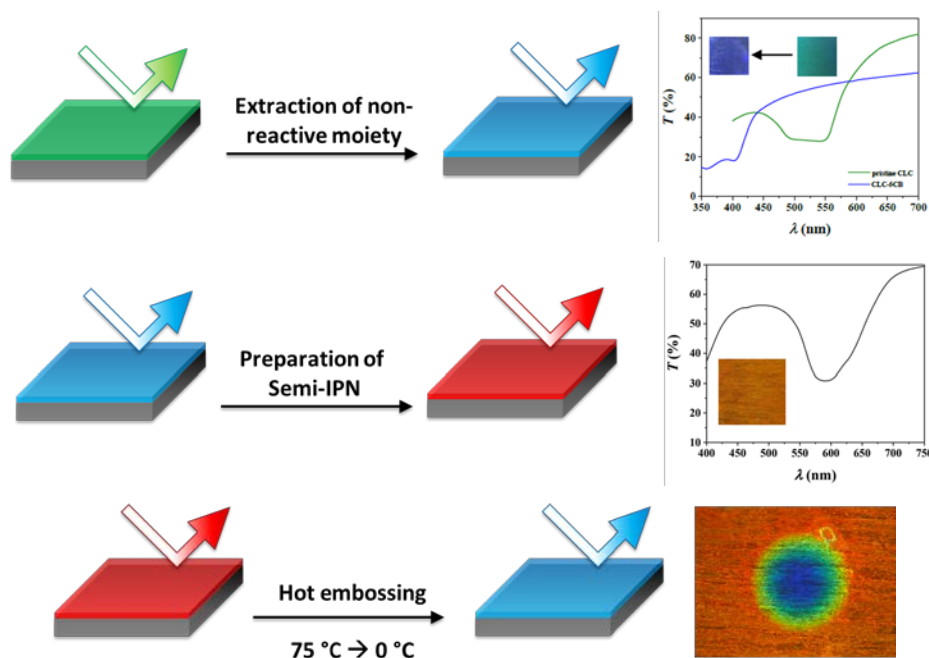 Extraction of non-
reactive moiety
T (%)
80
60
40
20
0
pristine CLC
CLC-6CB
350 400 450 500 550 600 650 700
λ (nm)
Preparation of
Semi-IPN
T (%)
70
60
50
40
30
20
10
400 450 500 550 600 650 700 750
λ (nm)
Hot embossing
75 °C → 0 °C